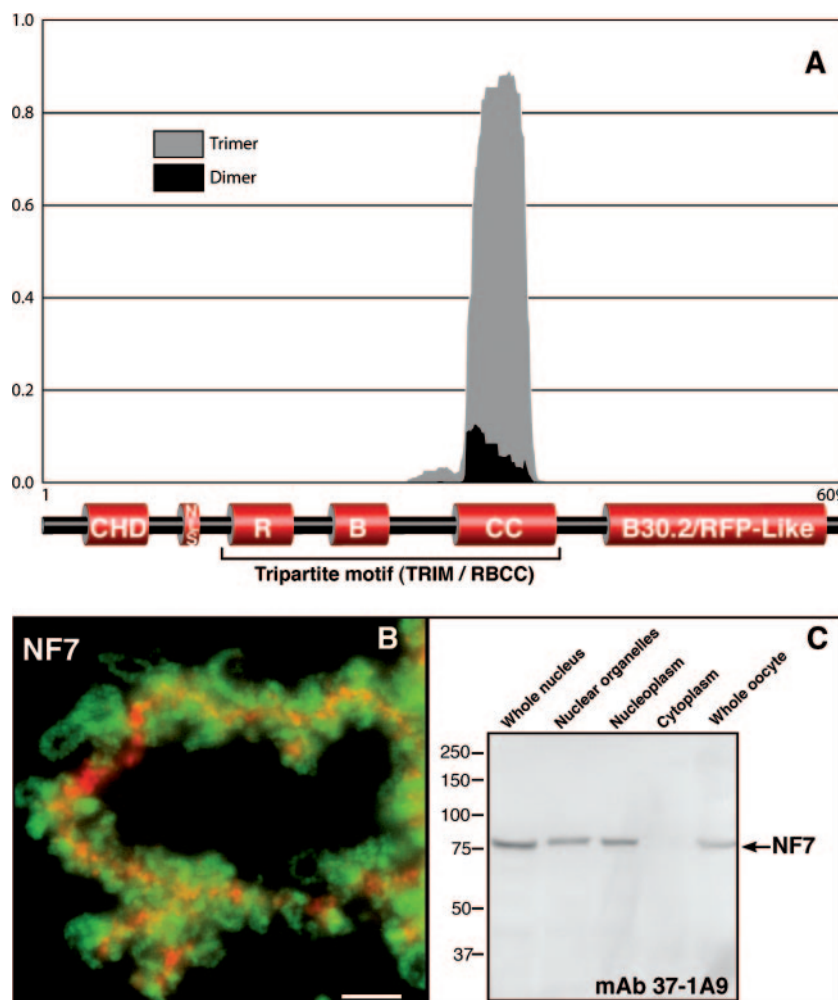 1.0
A
0.8
Trimer
Dimer
0.6
0.4
0.2
0.0
1
609
CHD
NLS
R
B
CC
B30.2/RFP-Like
Tripartite motif (TRIM / RBCC)
NF7
B
C
Whole nucleus
Nuclear organelles
Nucleoplasm
Cytoplasm
Whole oocyte
250
150
100
75
NF7
50
37
mAb 37-1A9